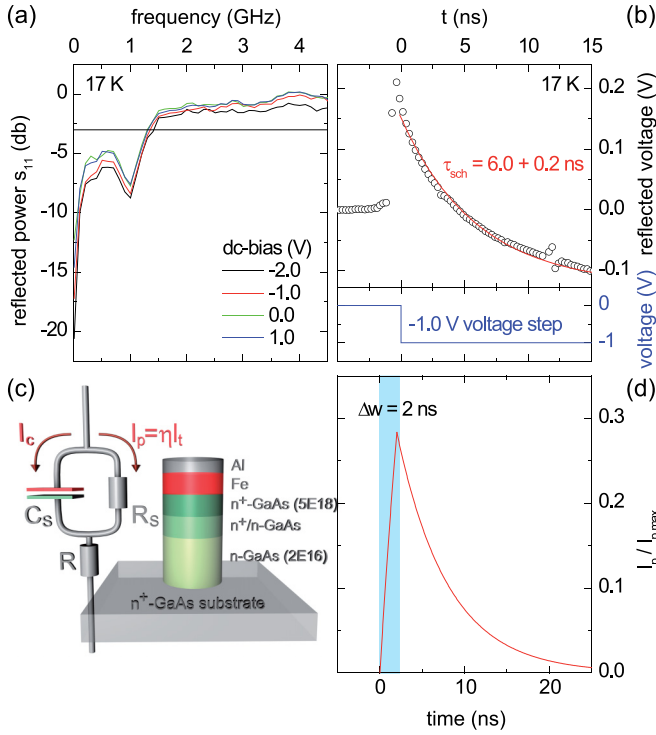 (a)
frequency (GHz)
0 1 2 3 4
17 K
reflected power s11 (db)
0
-5
-10
-15
-20
dc-bias (V)
-2.0
-1.0
0.0
1.0
(b)
t (ns)
0 5 10 15
17 K
reflected voltage (V)
0.2
0.1
0.0
-0.1
τsch = 6.0 + 0.2 ns
-1.0 V voltage step
voltage (V)
0
-1
(c)
Ic
Ip=ηIt
Cs
Rs
R
Al
Fe
n+-GaAs (5E18)
n+/n-GaAs
n-GaAs (2E16)
n+-GaAs substrate
(d)
Δw = 2 ns
0.3
0.2
0.1
0.0
Ip / Ip,max
0 10 20
time (ns)